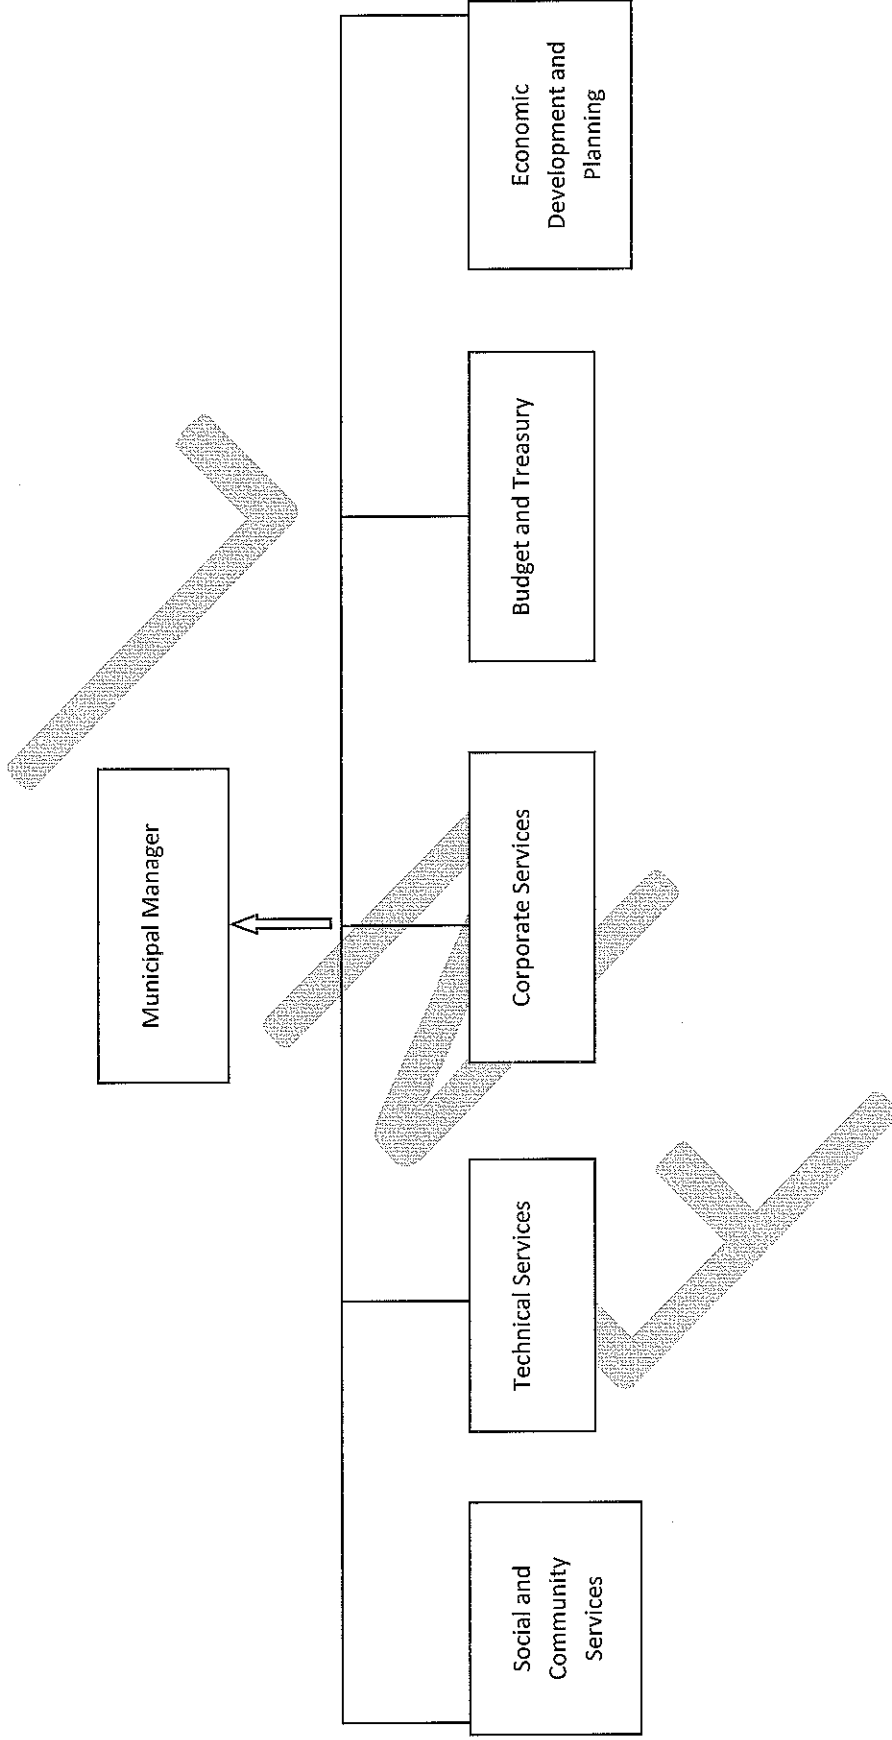 Municipal Manager
Social and
Community
Services
Technical Services
Corporate Services
Budget and Treasury
Economic
Development and
Planning